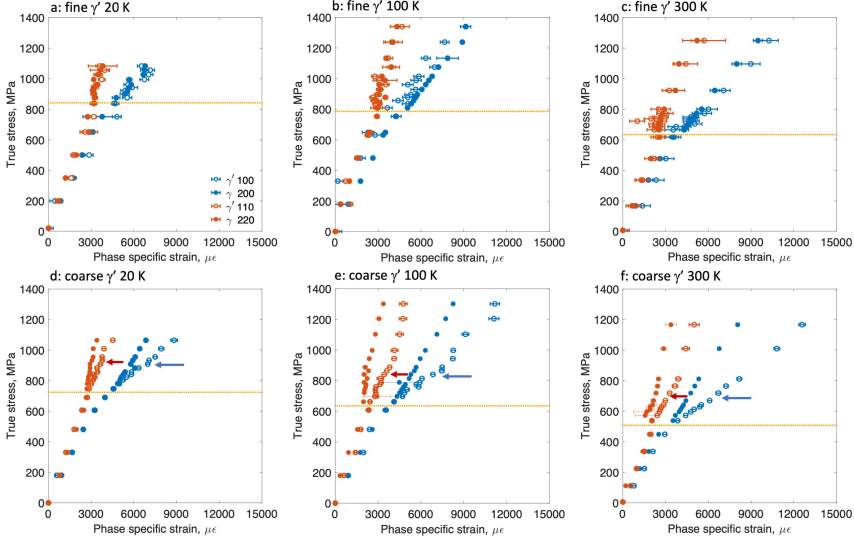 a: fine γ′ 20 K
1400
1200
1000
800
600
400
200
0
True stress, MPa
γ′ 100
γ 200
γ′ 110
γ 220
0 3000 6000 9000 12000 15000
Phase specific strain, με
b: fine γ′ 100 K
1400
1200
1000
800
600
400
200
0
True stress, MPa
0 3000 6000 9000 12000 15000
Phase specific strain, με
c: fine γ′ 300 K
1400
1200
1000
800
600
400
200
0
True stress, MPa
0 3000 6000 9000 12000 15000
Phase specific strain, με
d: coarse γ′ 20 K
1400
1200
1000
800
600
400
200
0
True stress, MPa
0 3000 6000 9000 12000 15000
Phase specific strain, με
e: coarse γ′ 100 K
1400
1200
1000
800
600
400
200
0
True stress, MPa
0 3000 6000 9000 12000 15000
Phase specific strain, με
f: coarse γ′ 300 K
1400
1200
1000
800
600
400
200
0
True stress, MPa
0 3000 6000 9000 12000 15000
Phase specific strain, με